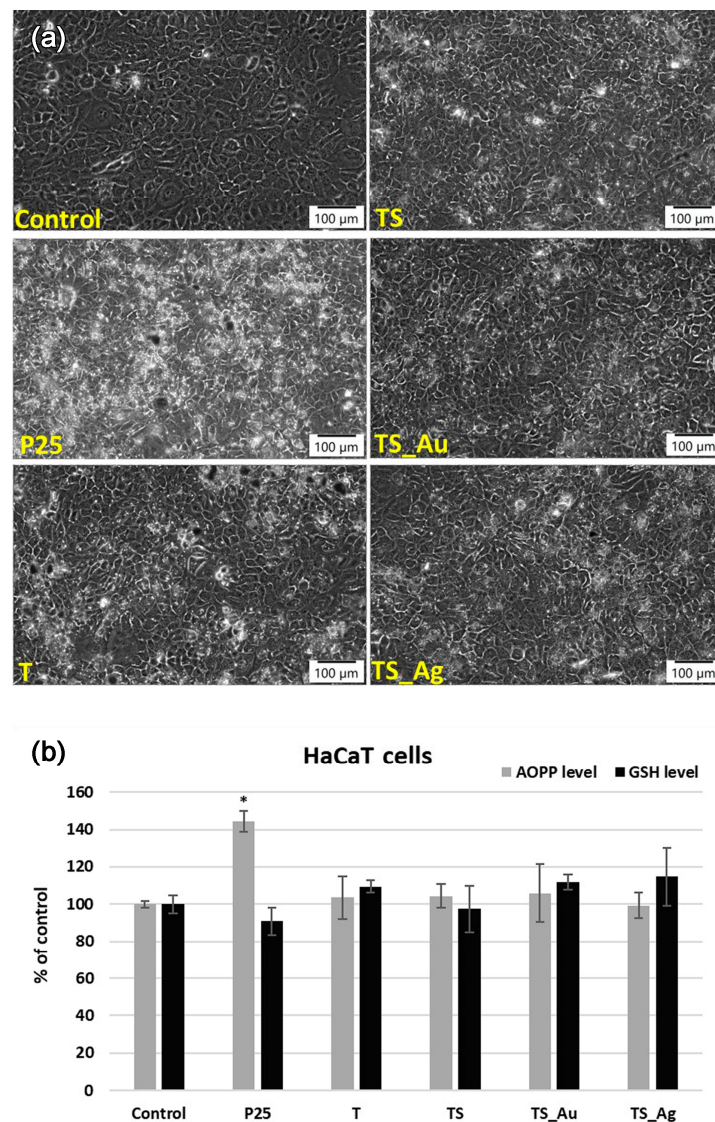 (a)
Control
100 µm
TS
100 µm
P25
100 µm
TS_Au
100 µm
T
100 µm
TS_Ag
100 µm
(b)
HaCaT cells
AOPP level GSH level
% of control
160
140
120
100
80
60
40
20
0
*
Control P25 T TS TS_Au TS_Ag